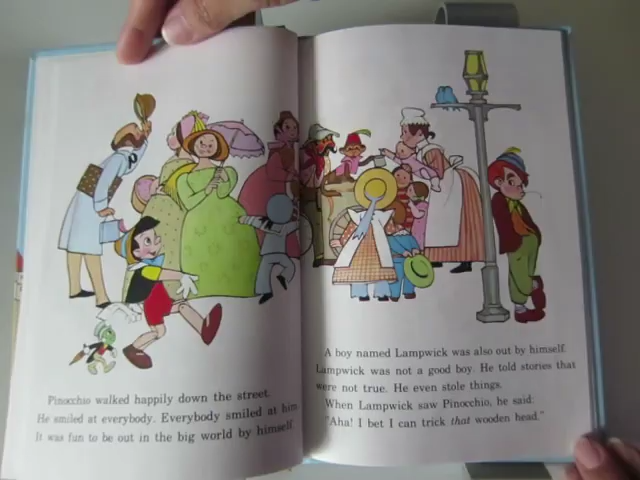 Pinocchio walked happily down the street.
He smiled at everybody. Everybody smiled at him.
It was fun to be out in the big world by himself.
A boy named Lampwick was also out by himself.
Lampwick was not a good boy. He told stories that
were not true. He even stole things.
When Lampwick saw Pinocchio, he said:
"Aha! I bet I can trick that wooden head."